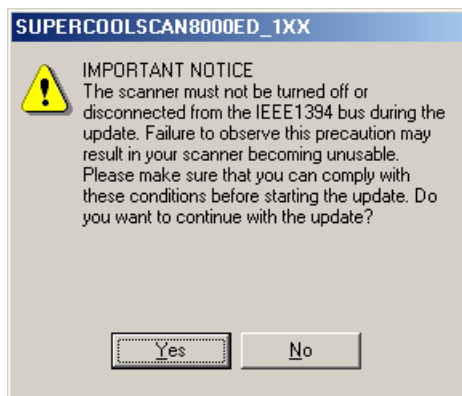 SUPERCOOLSCAN8000ED_1XX
IMPORTANT NOTICE
The scanner must not be turned off or
disconnected from the IEEE1394 bus during the
update. Failure to observe this precaution may
result in your scanner becoming unusable.
Please make sure that you can comply with
these conditions before starting the update. Do
you want to continue with the update?
Yes No